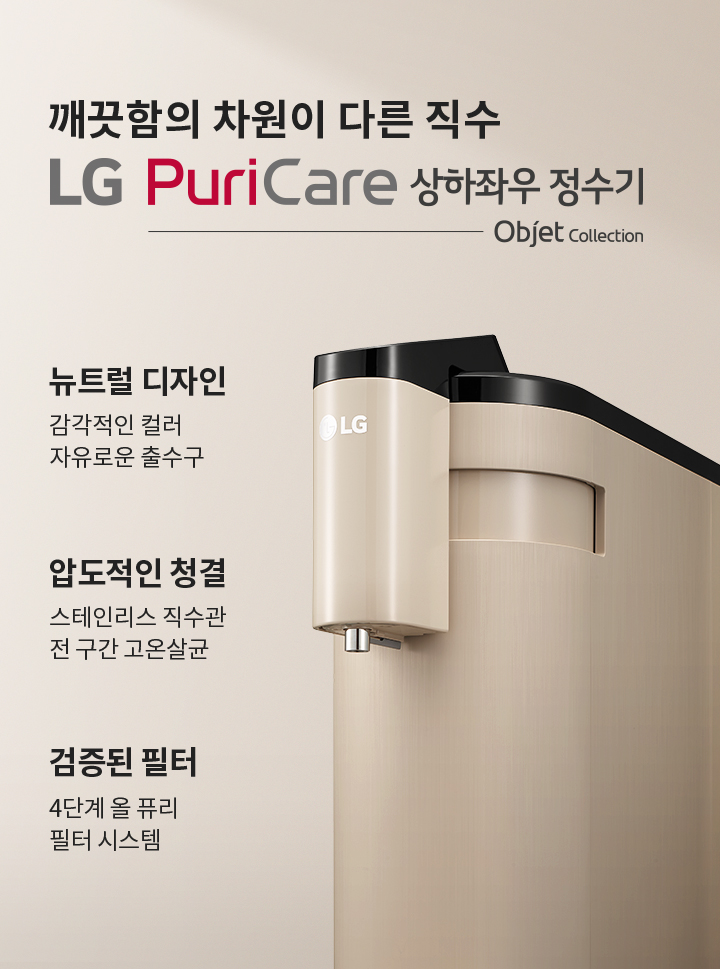 깨끗함의 차원이 다른 직수
LG PuriCare 상하좌우 정수기
Objet Collection
뉴트럴 디자인
감각적인 컬러
자유로운 출수구
LG
압도적인 청결
스테인리스 직수관
전 구간 고온살균
검증된 필터
4단계 올 퓨리
필터 시스템